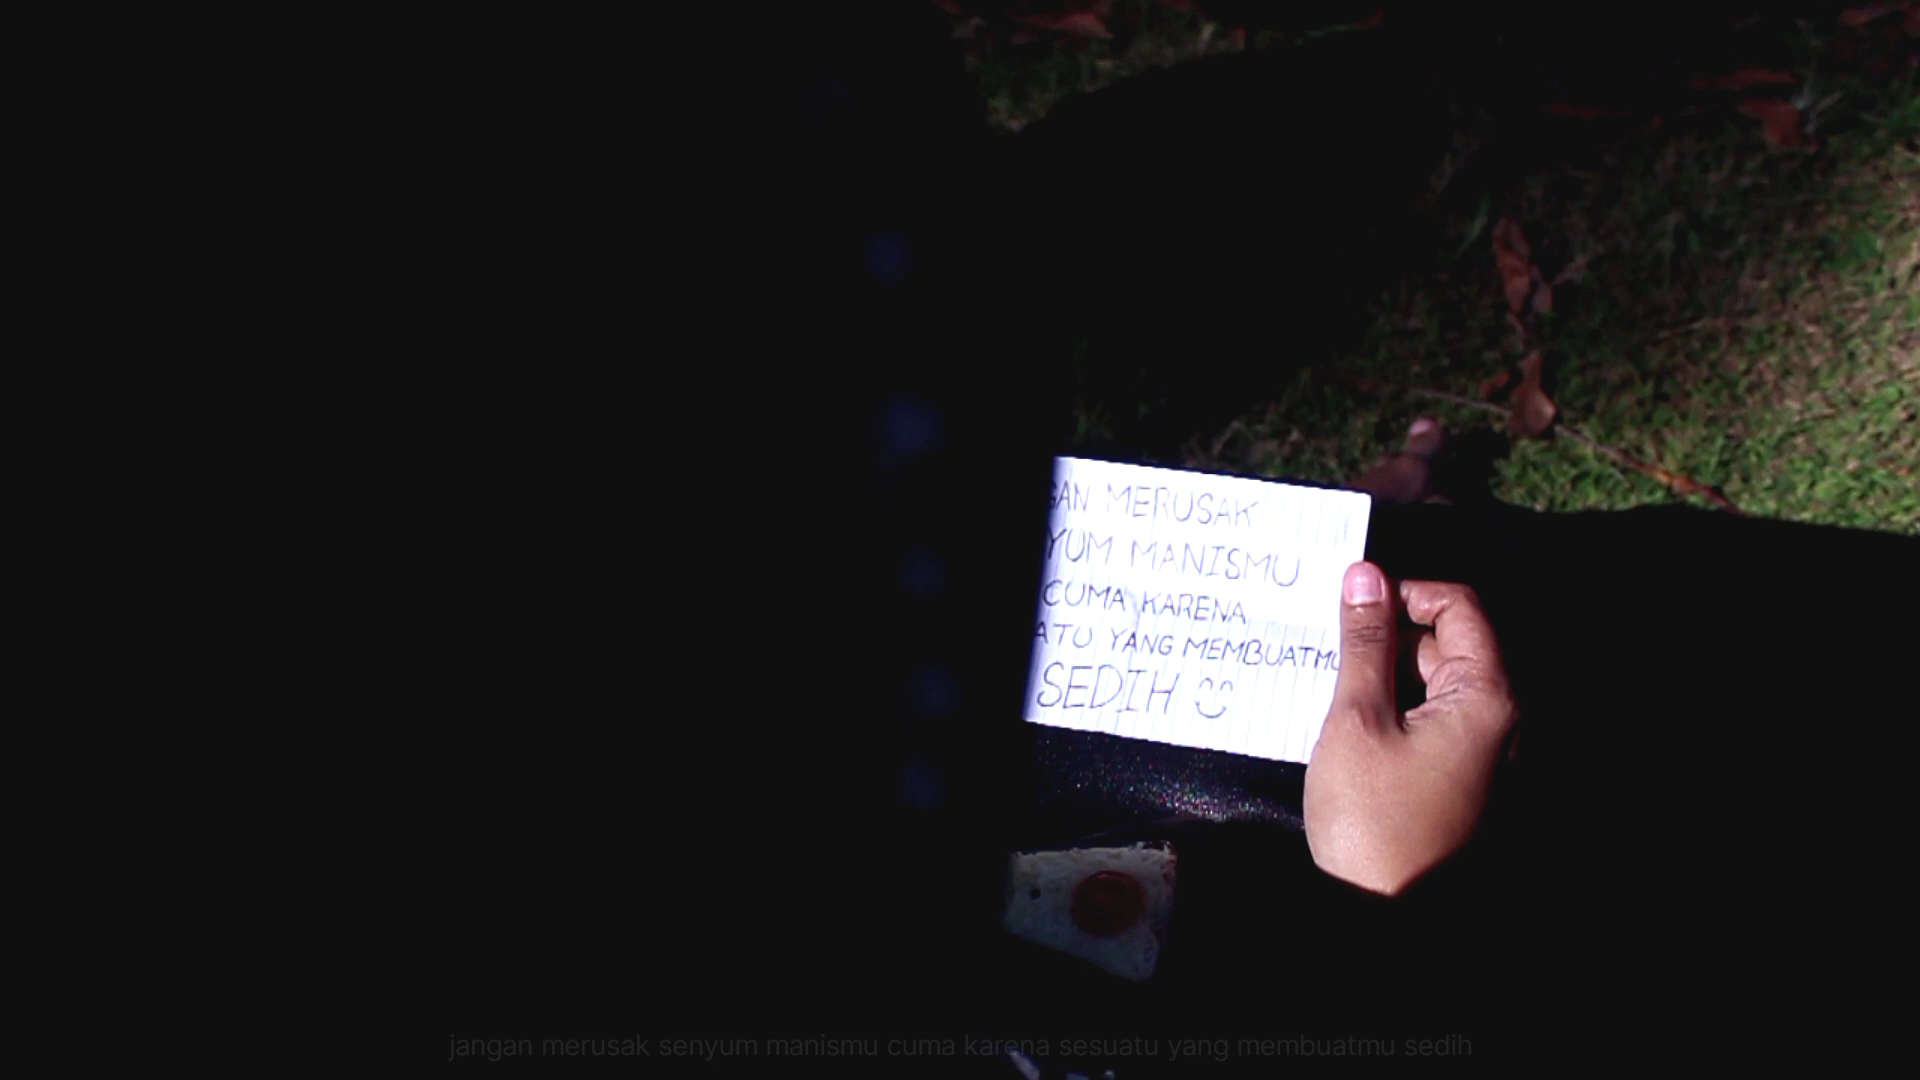 GAN MERUSAK
YUM MANISMU
CUMA KARENA
ATU YANG MEMBUATMU
SEDIH
jangan merusak senyum manismu cuma karena sesuatu yang membuatmu sedih